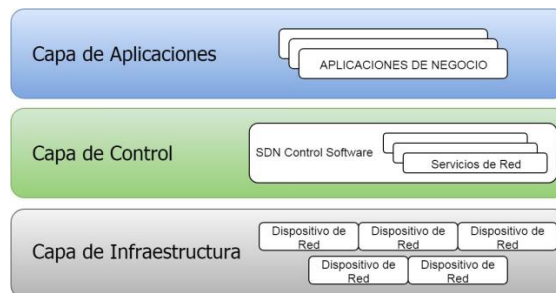 Capa de Aplicaciones
APLICACIONES DE NEGOCIO
Capa de Control
SDN Control Software
Servicios de Red
Capa de Infraestructura
Dispositivo de
Red
Dispositivo de
Red
Dispositivo de
Red
Dispositivo de
Red
Dispositivo de
Red